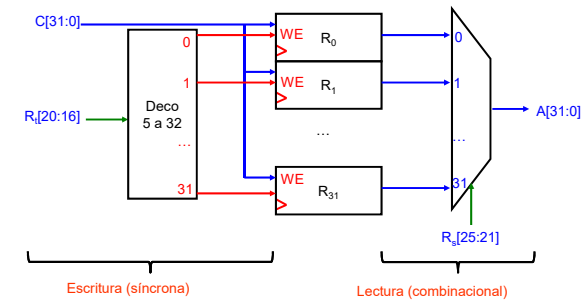 C[31:0]
0
WE
R0
0
1
WE
R1
1
Deco
5 a 32
Rt[20:16]
A[31:0]
...
...
...
31
WE
R31
31
Rs[25:21]
Escritura (síncrona)
Lectura (combinacional)